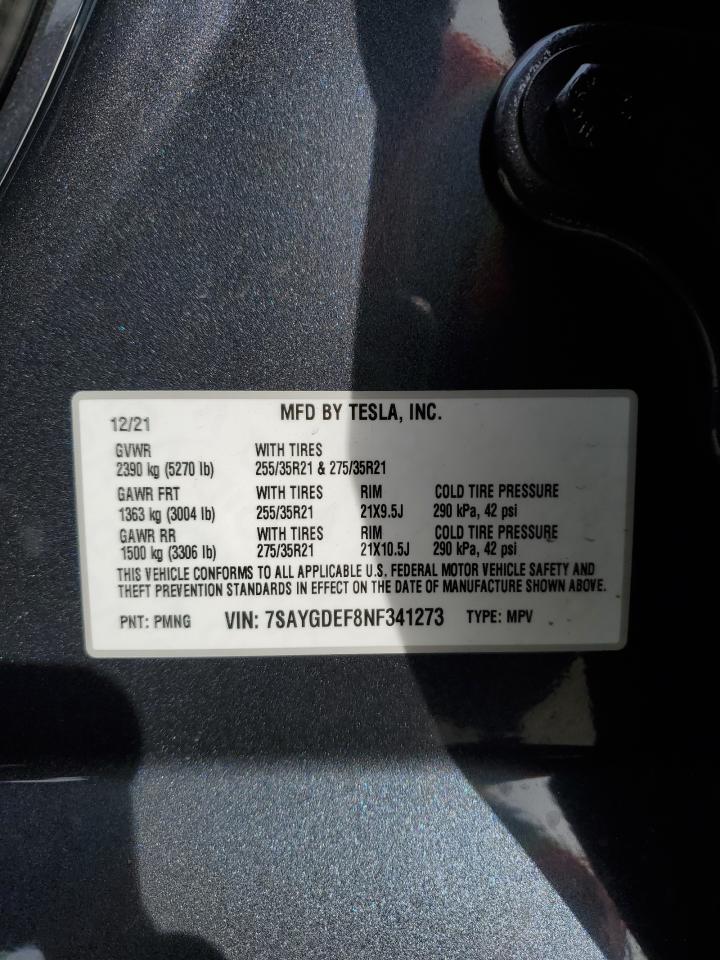 MFD BY TESLA, INC.
12/21
GVWR WITH TIRES
2390 kg (5270 lb) 255/35R21 & 275/35R21
GAWR FRT WITH TIRES RIM COLD TIRE PRESSURE
1363 kg (3004 lb) 255/35R21 21X9.5J 290 kPa, 42 psi
GAWR RR WITH TIRES RIM COLD TIRE PRESSURE
1500 kg (3306 lb) 275/35R21 21X10.5J 290 kPa, 42 psi
THIS VEHICLE CONFORMS TO ALL APPLICABLE U.S. FEDERAL MOTOR VEHICLE SAFETY AND
THEFT PREVENTION STANDARDS IN EFFECT ON THE DATE OF MANUFACTURE SHOWN ABOVE.
PNT: PMNG VIN: 7SAYGDEF8NF341273 TYPE: MPV